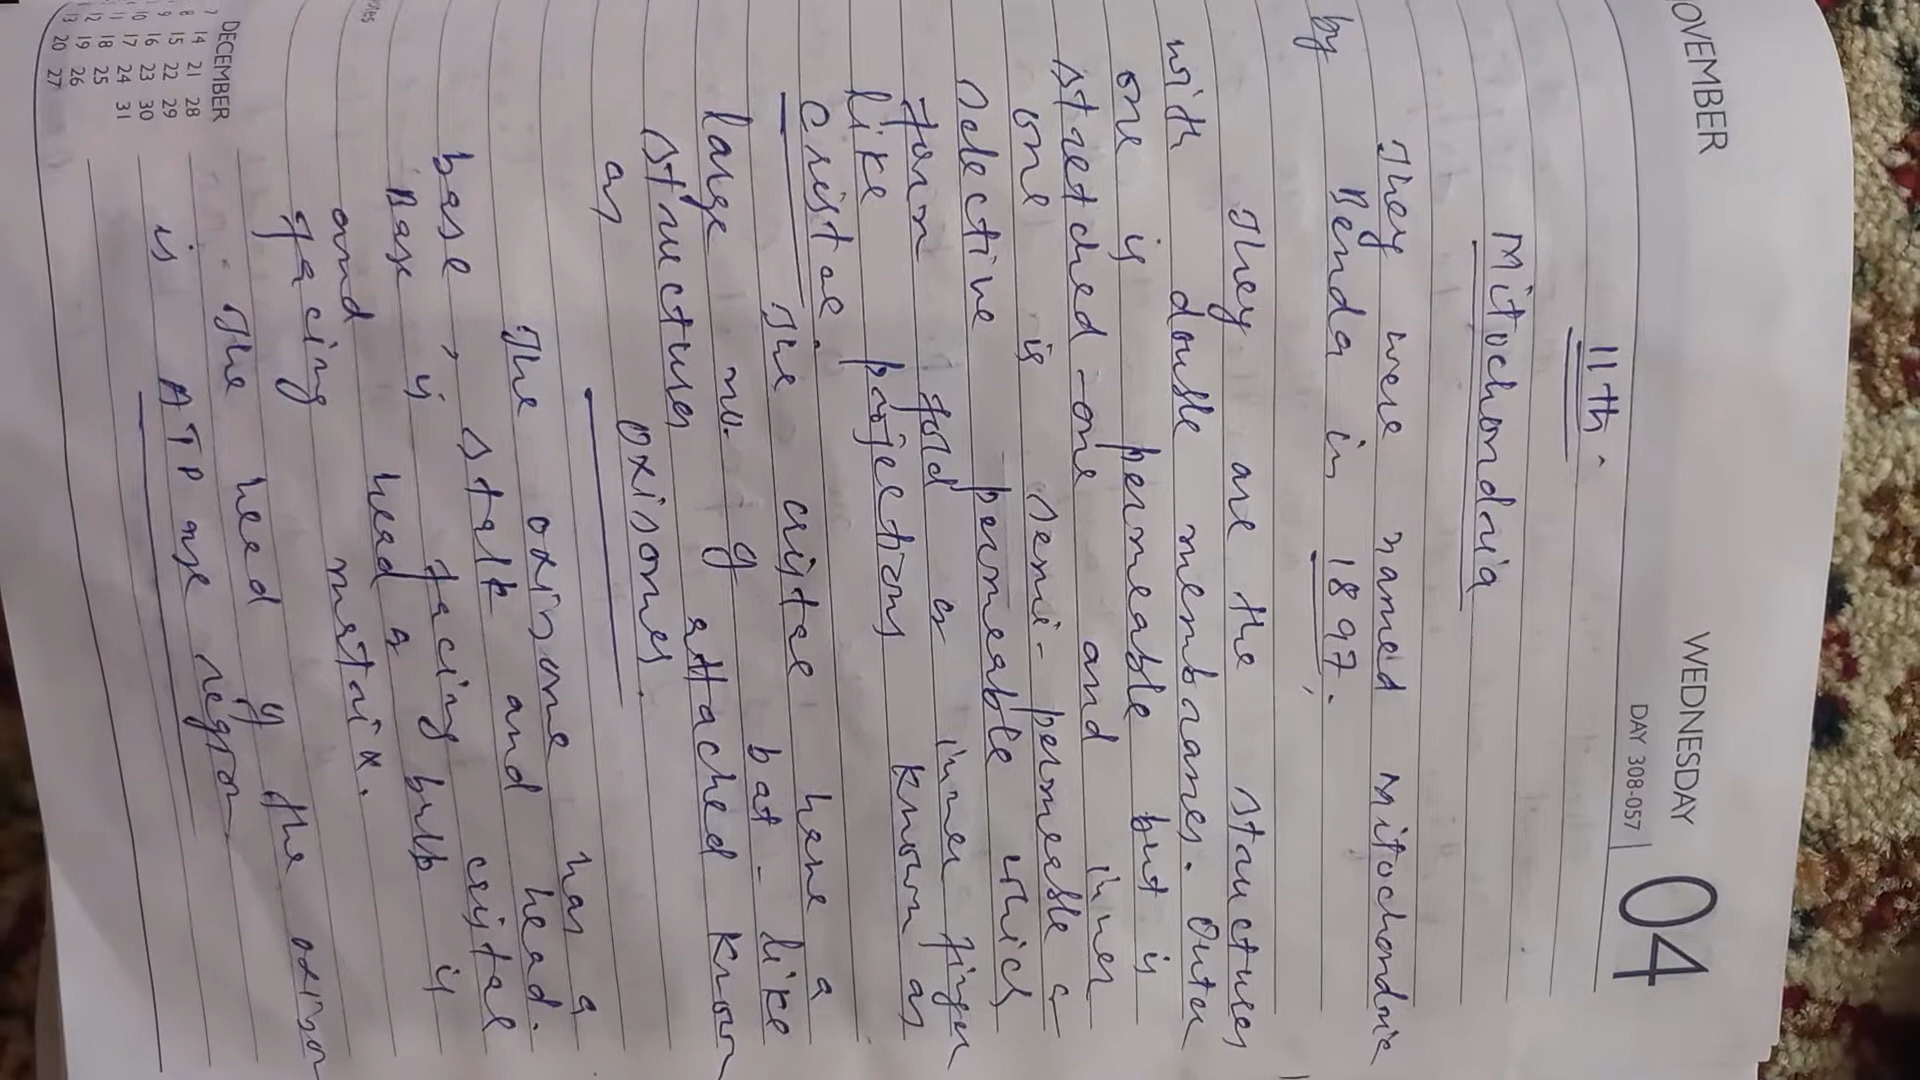 NOVEMBER
WEDNESDAY 04
DAY 308-057
11th.
Mitochondria
They were named Mitochondria
by Benda in 1897.
They are the structures
with double membranes. Outer
one is permeable but is
stretched-one and inner
one is semi-permeable or
selective permeable which
form fold or inner finger
like projections known as
cristae. The cristae have a
large no. of bat-like
structures attached known
as oxisomes.
The oxisome has a
base, stalk and head.
Base is facing cristae
and head or bulb is
facing matrix.
The head of the oxisom
is ATPase region
DECEMBER
7 14 21 28
8 15 22 29
9 16 23 30
10 17 24 31
11 18 25
12 19 26
13 20 27